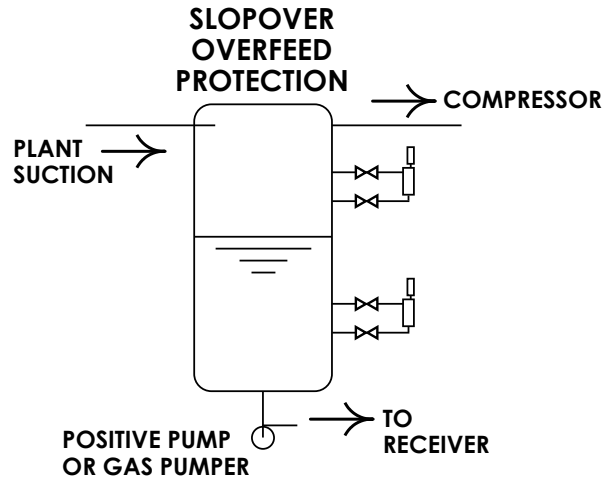 SLOPOVER
OVERFEED
PROTECTION
COMPRESSOR
PLANT
SUCTION
TO
RECEIVER
POSITIVE PUMP
OR GAS PUMPER